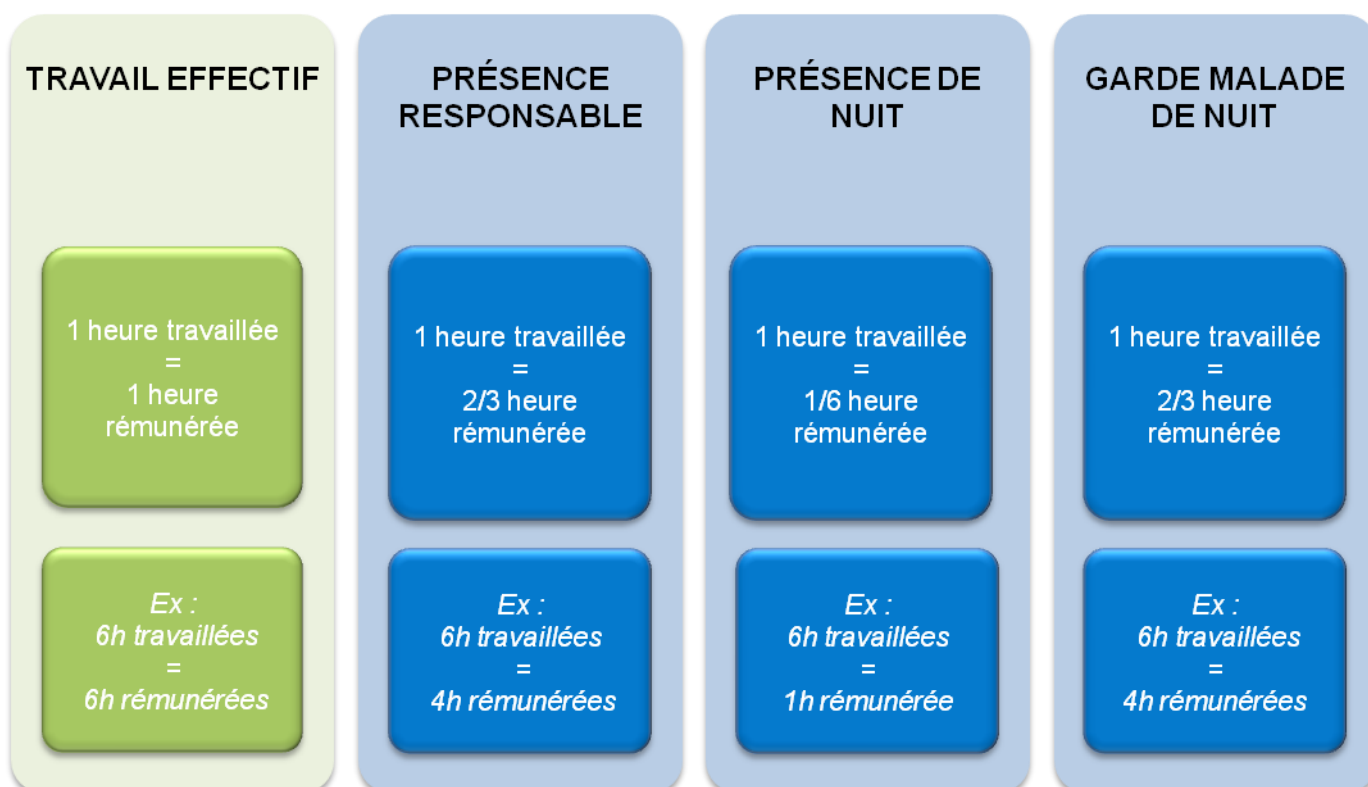 TRAVAIL EFFECTIF
1 heure travaillée
=
1 heure
rémunérée
Ex :
6h travaillées
=
6h rémunérées
PRÉSENCE
RESPONSABLE
1 heure travaillée
=
2/3 heure
rémunérée
Ex :
6h travaillées
=
4h rémunérées
PRÉSENCE DE
NUIT
1 heure travaillée
=
1/6 heure
rémunérée
Ex :
6h travaillées
=
1h rémunérée
GARDE MALADE
DE NUIT
1 heure travaillée
=
2/3 heure
rémunérée
Ex :
6h travaillées
=
4h rémunérées